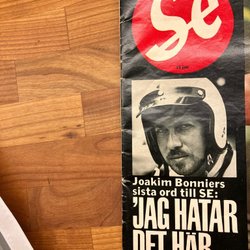 Se
Joakim Bonniers
sista ord till SE:
'JAG HATAR
DET HÄR